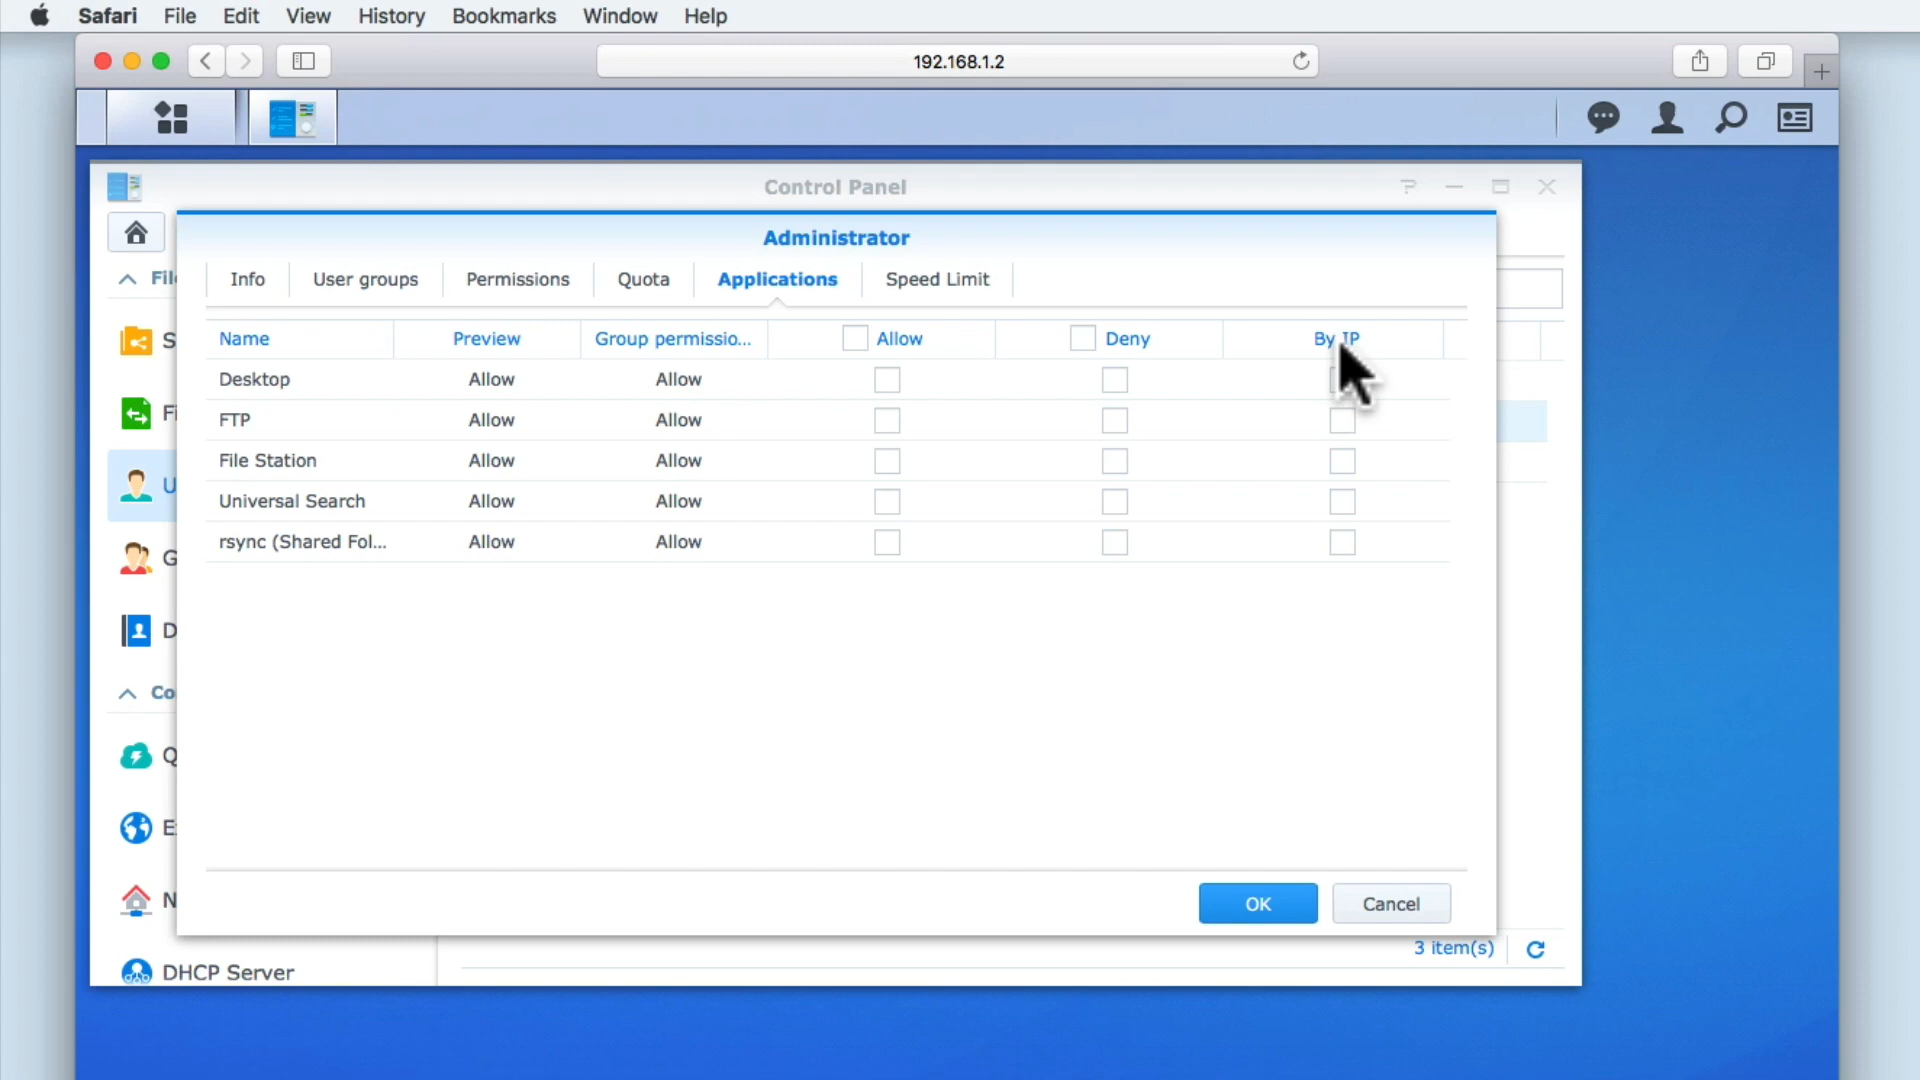 Safari File Edit View History Bookmarks Window Help
192.168.1.2
Control Panel
Administrator
Info User groups Permissions Quota Applications Speed Limit
Name Preview Group permissio... Allow Deny By IP
Desktop Allow Allow
FTP Allow Allow
File Station Allow Allow
Universal Search Allow Allow
rsync (Shared Fol... Allow Allow
OK Cancel
3 item(s)
DHCP Server